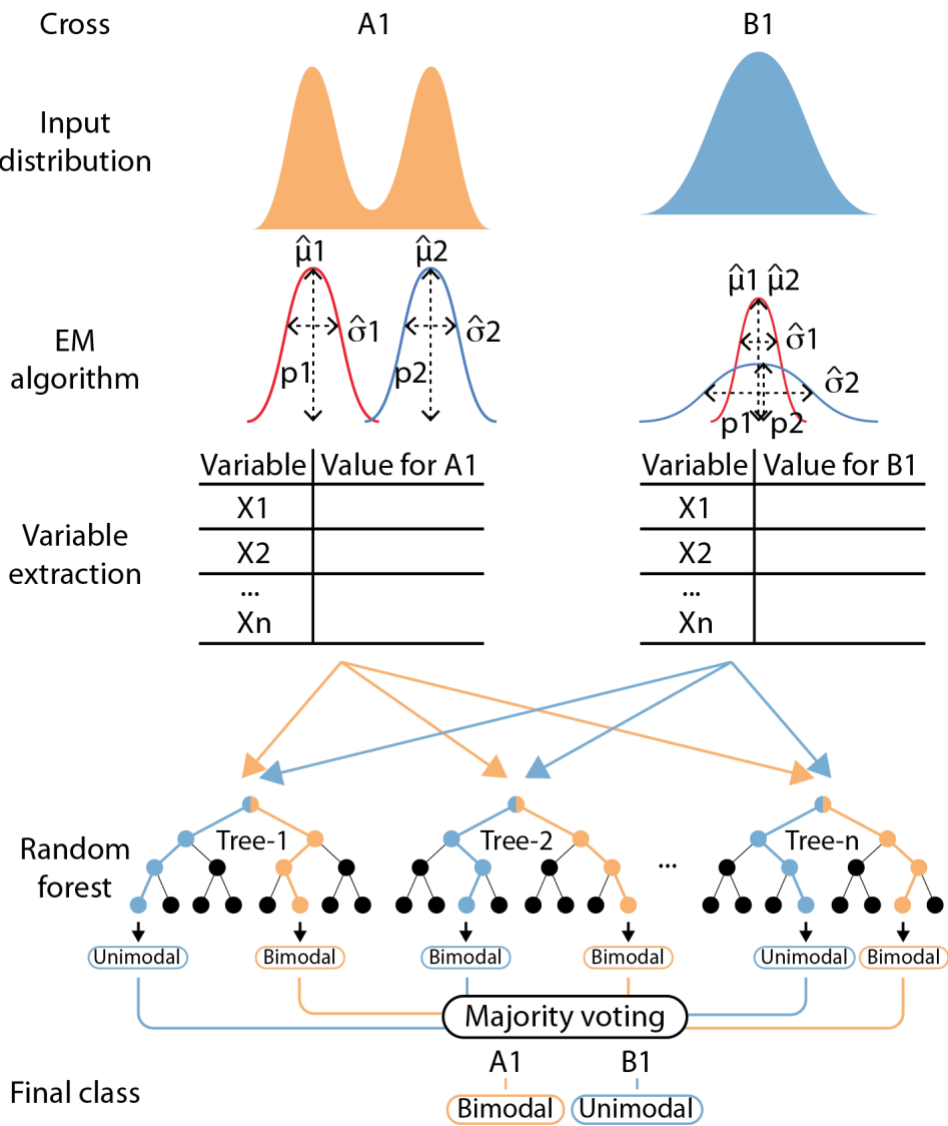 Cross
A1
B1
Input
distribution
μ̂1
μ̂2
σ̂1
σ̂2
p1
p2
μ̂1 μ̂2
σ̂1
σ̂2
p1
p2
EM
algorithm
Variable Value for A1
X1
X2
...
Xn
Variable Value for B1
X1
X2
...
Xn
Variable
extraction
Random
forest
Tree-1
Tree-2
...
Tree-n
Unimodal
Bimodal
Bimodal
Bimodal
Unimodal
Bimodal
Majority voting
A1
B1
Final class
Bimodal
Unimodal